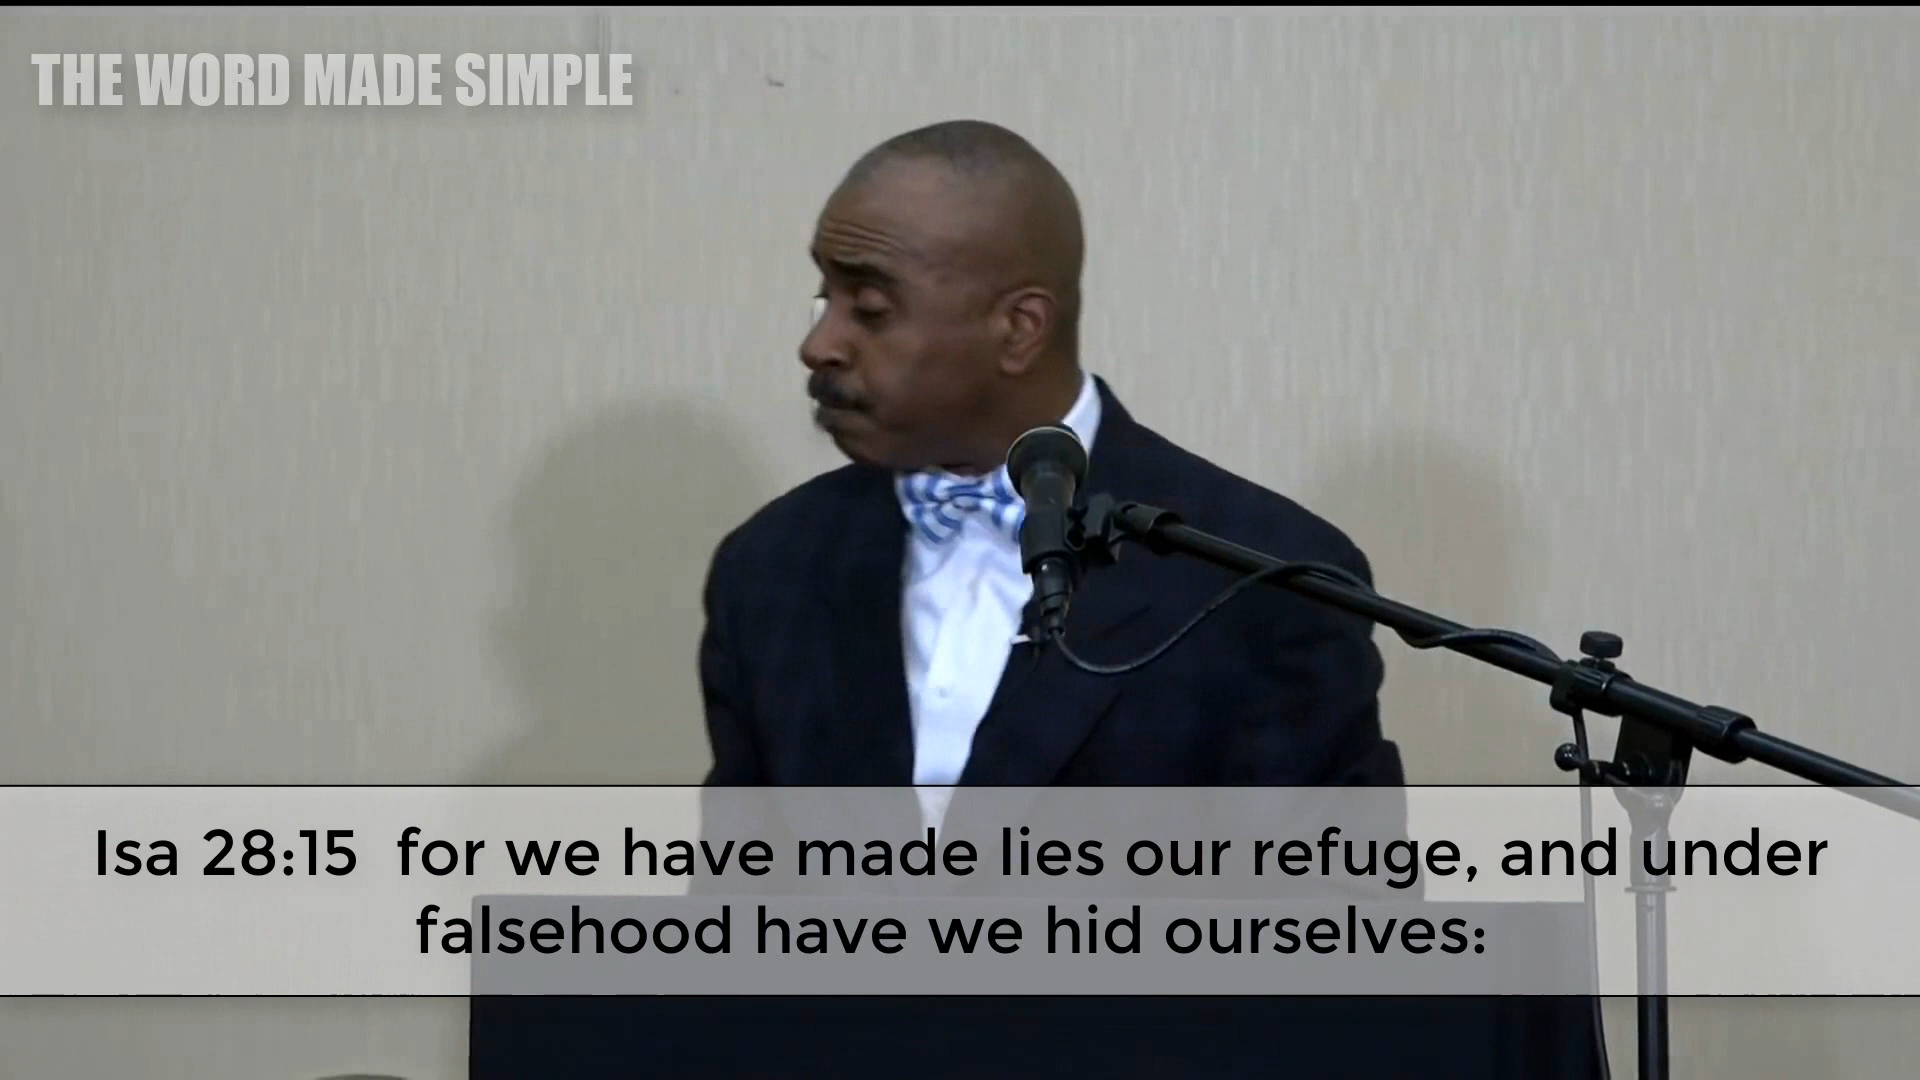 THE WORD MADE SIMPLE
Isa 28:15  for we have made lies our refuge, and under
falsehood have we hid ourselves: